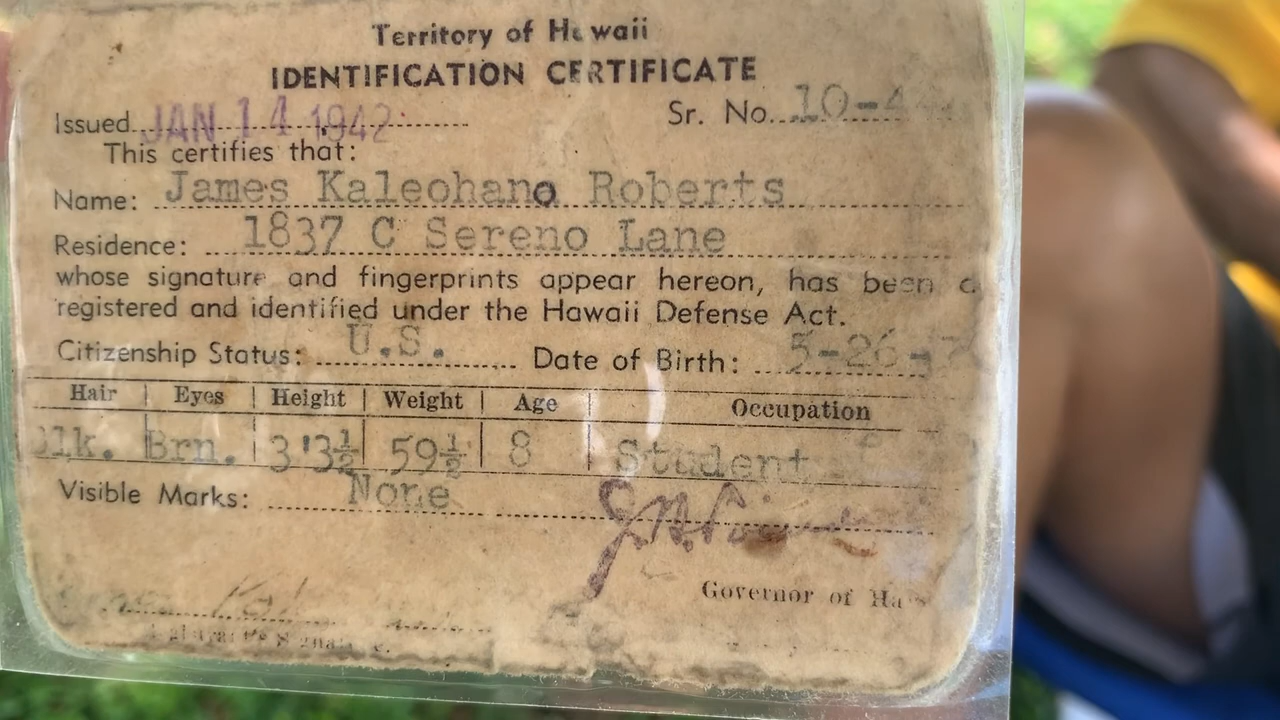 Territory of Hawaii
IDENTIFICATION CERTIFICATE
Issued JAN 14 1942 Sr. No. 10-4
This certifies that:
Name: James Kaleohano Roberts
Residence: 1837 C Sereno Lane
whose signature and fingerprints appear hereon, has been
registered and identified under the Hawaii Defense Act.
Citizenship Status: U.S. Date of Birth: 5-26-
Hair Eyes Height Weight Age Occupation
Blk. Brn. 3'3½ 59½ 8 Student
Visible Marks: None
Governor of